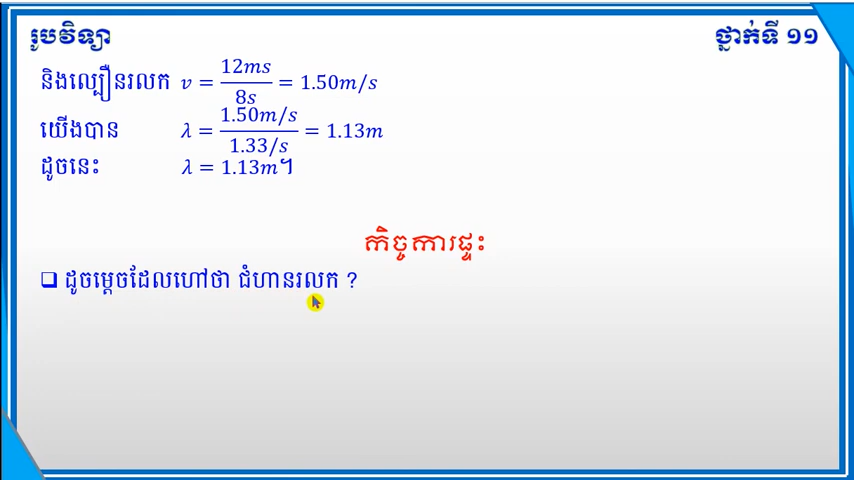 រូបវិទ្យា ថ្នាក់ទី ១១
និងល្បឿនរលក v = 12ms / 8s = 1.50m/s
យើងបាន λ = 1.50m/s / 1.33/s = 1.13m
ដូចនេះ λ = 1.13m។
កិច្ចការផ្ទះ
❑ ដូចម្តេចដែលហៅថា ជំហានរលក ?